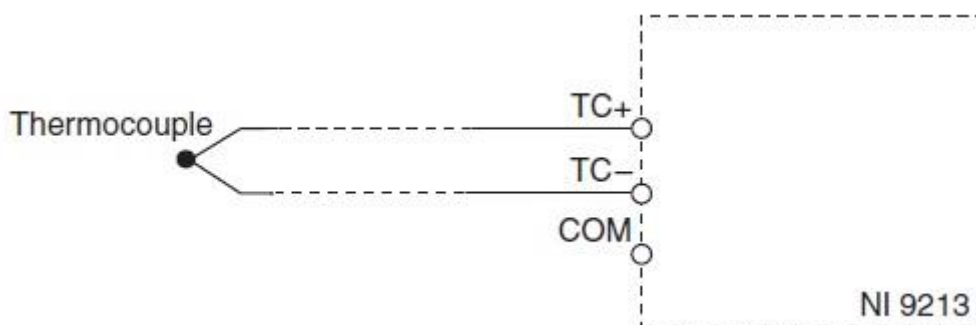 TC+
Thermocouple
TC−
COM
NI 9213